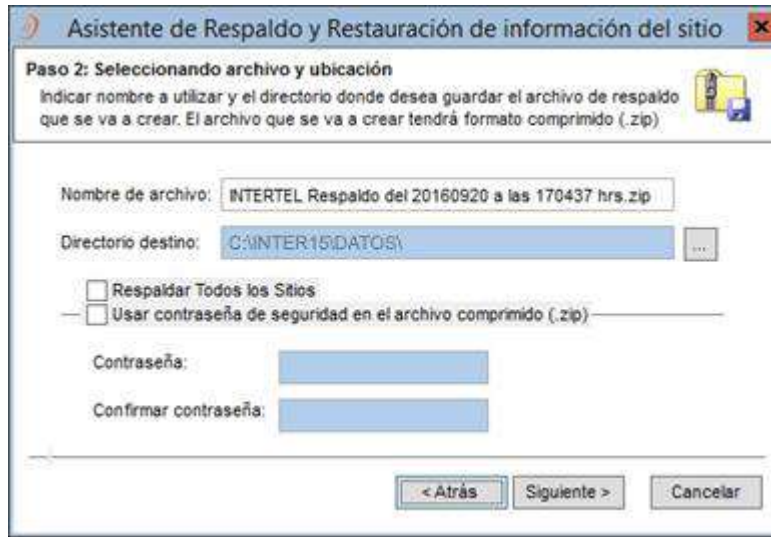 Asistente de Respaldo y Restauración de información del sitio
Paso 2: Seleccionando archivo y ubicación
Indicar nombre a utilizar y el directorio donde desea guardar el archivo de respaldo
que se va a crear. El archivo que se va a crear tendrá formato comprimido (.zip)
Nombre de archivo: INTERTEL Respaldo del 20160920 a las 170437 hrs.zip
Directorio destino: C:\INTER15\DATOS\ ...
Respaldar Todos los Sitios
Usar contraseña de seguridad en el archivo comprimido (.zip)
Contraseña:
Confirmar contraseña:
< Atrás Siguiente > Cancelar